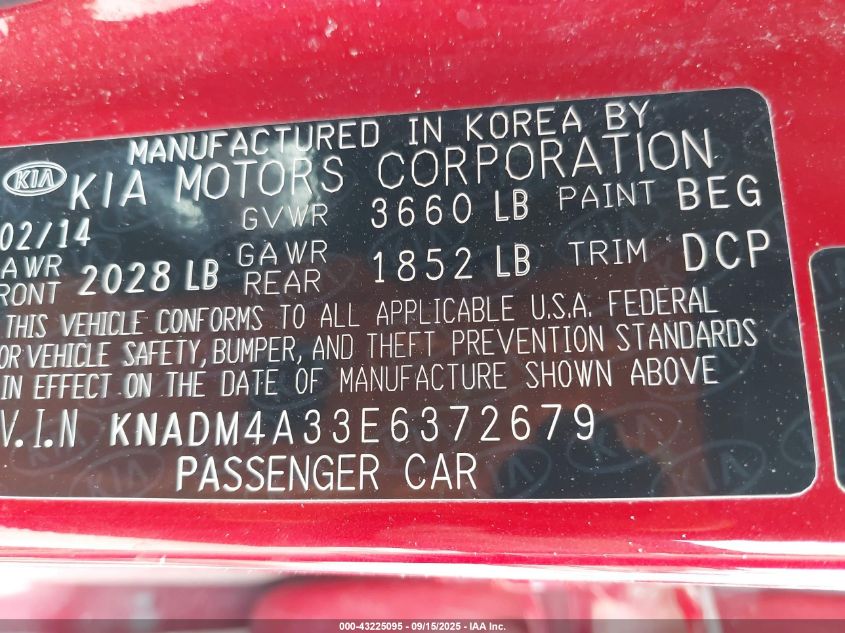 MANUFACTURED IN KOREA BY
KIA KIA MOTORS CORPORATION
02/14 GVWR 3660 LB PAINT BEG
AWR RONT 2028 LB GAWR REAR 1852 LB TRIM DCP
THIS VEHICLE CONFORMS TO ALL APPLICABLE U.S.A. FEDERAL
OR VEHICLE SAFETY, BUMPER, AND THEFT PREVENTION STANDARDS
IN EFFECT ON THE DATE OF MANUFACTURE SHOWN ABOVE
V.I.N KNADM4A33E6372679
PASSENGER CAR
000-43225095 - 09/15/2025 - IAA Inc.